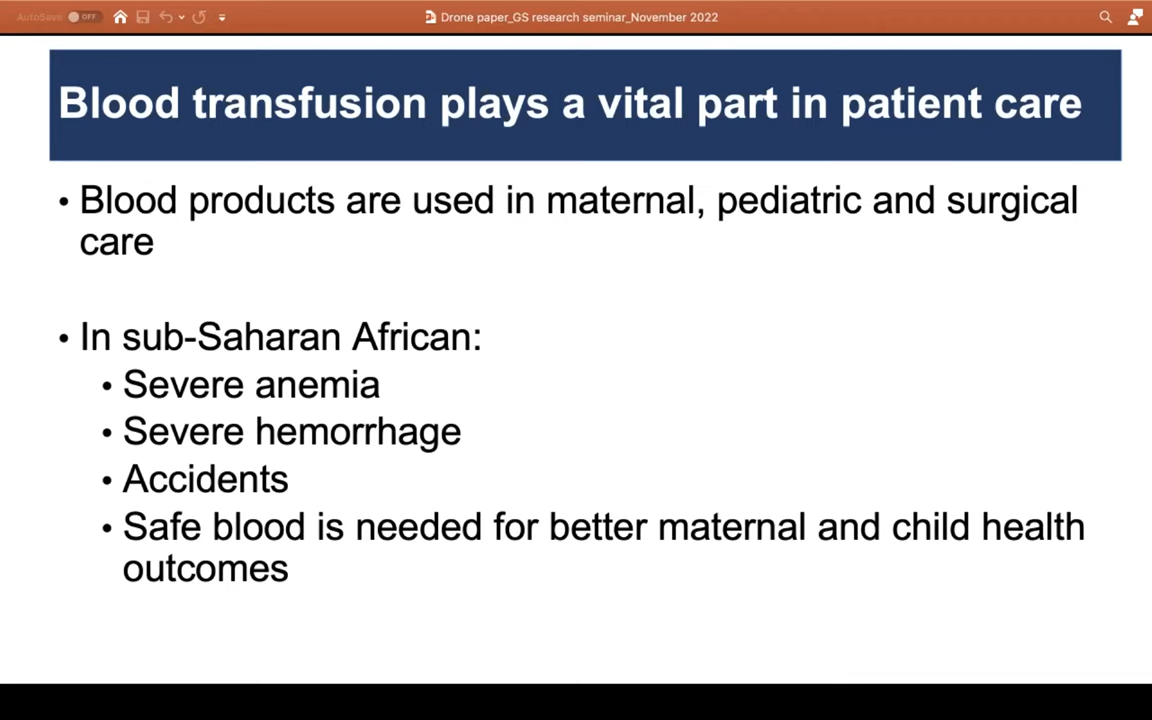 AutoSave OFF
Drone paper_GS research seminar_November 2022
Blood transfusion plays a vital part in patient care
• Blood products are used in maternal, pediatric and surgical
care
• In sub-Saharan African:
• Severe anemia
• Severe hemorrhage
• Accidents
• Safe blood is needed for better maternal and child health
outcomes